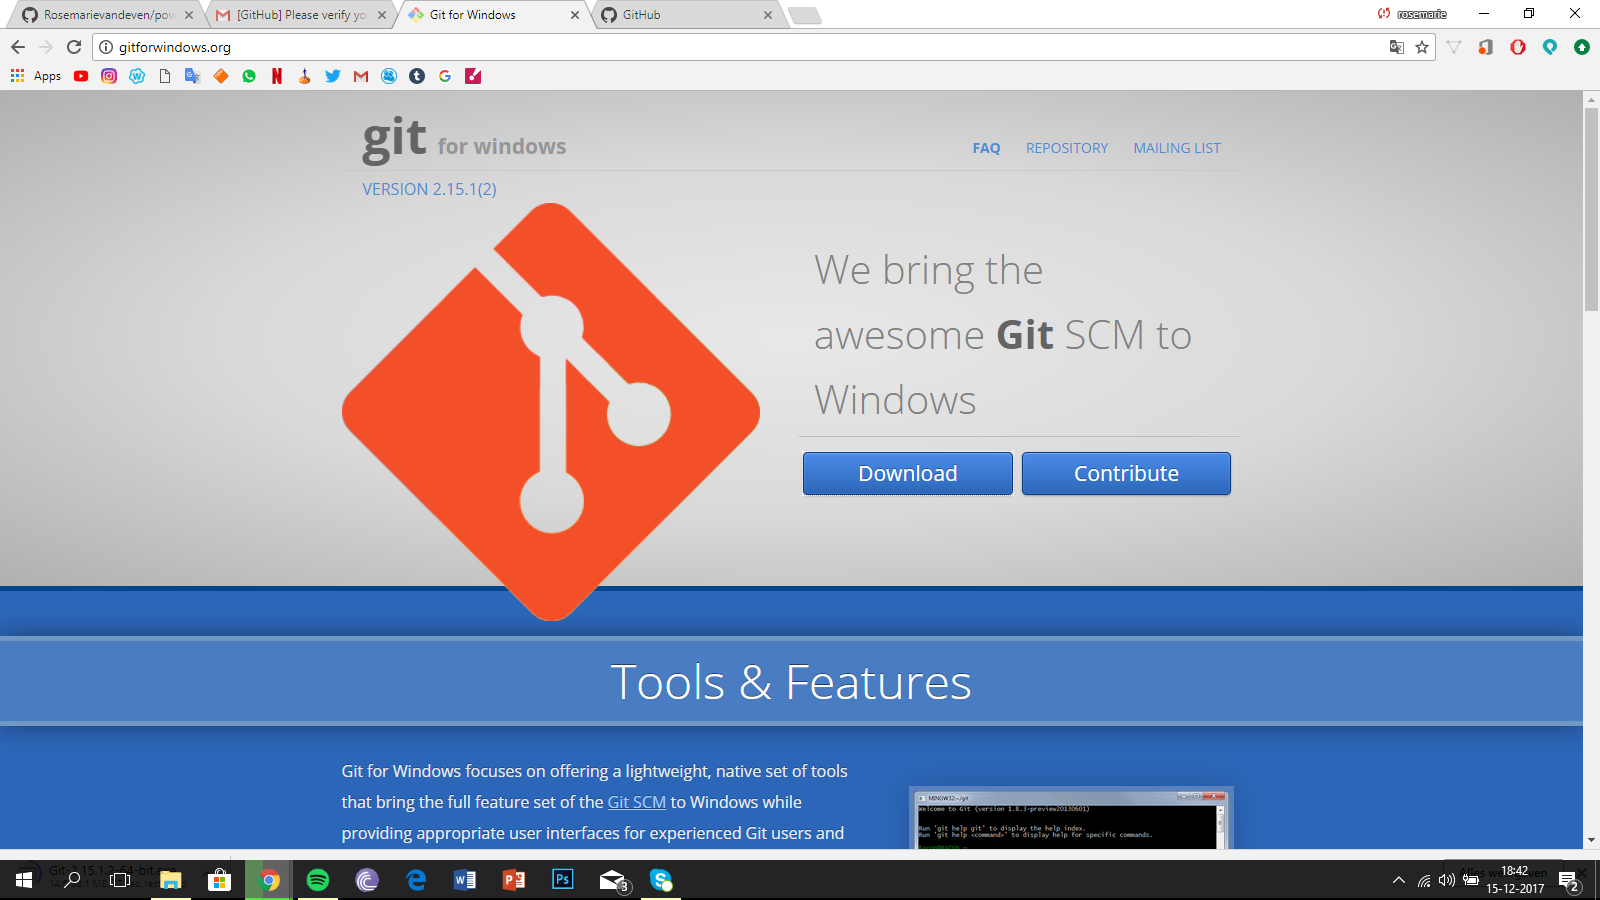 Rosemarievandeven/pow
[GitHub] Please verify yo
Git for Windows
GitHub
rosemarie
gitforwindows.org
Apps
git for windows
FAQ
REPOSITORY
MAILING LIST
VERSION 2.15.1(2)
We bring the
awesome Git SCM to
Windows
Download
Contribute
Tools & Features
Git for Windows focuses on offering a lightweight, native set of tools
that bring the full feature set of the Git SCM to Windows while
providing appropriate user interfaces for experienced Git users and
MINGW32:~/git
Welcome to Git (version 1.8.3-preview20130601)
Run 'git help git' to display the help index.
Run 'git help <command>' to display help for specific commands.
Git-2.15.1.2-64-bit.exe
3
18:42
15-12-2017
2